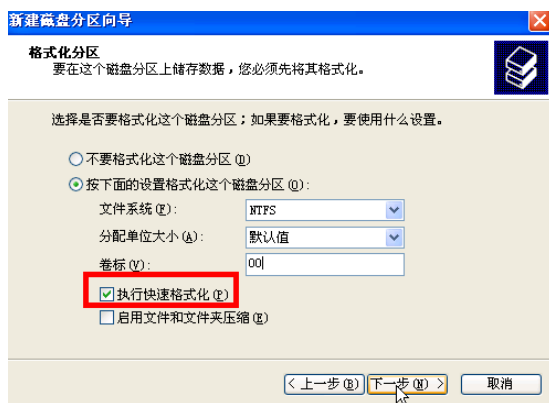 新建磁盘分区向导
格式化分区
要在这个磁盘分区上储存数据，您必须先将其格式化。
选择是否要格式化这个磁盘分区；如果要格式化，要使用什么设置。
不要格式化这个磁盘分区(D)
按下面的设置格式化这个磁盘分区(O):
文件系统(F): NTFS
分配单位大小(A): 默认值
卷标(V): 00
执行快速格式化(P)
启用文件和文件夹压缩(E)
< 上一步(B) 下一步(N) > 取消